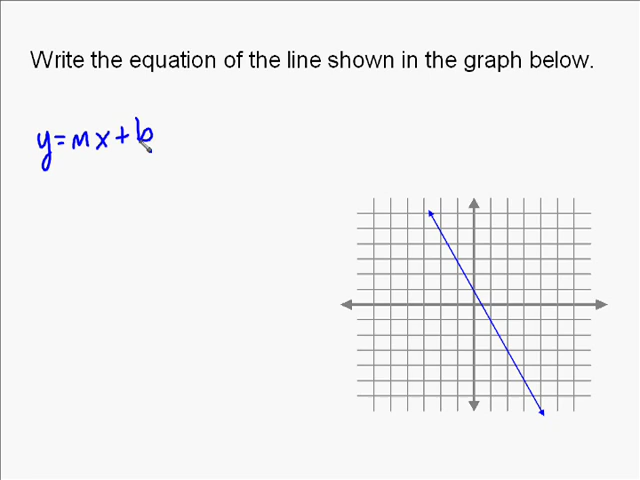 Write the equation of the line shown in the graph below.
y=mx+b